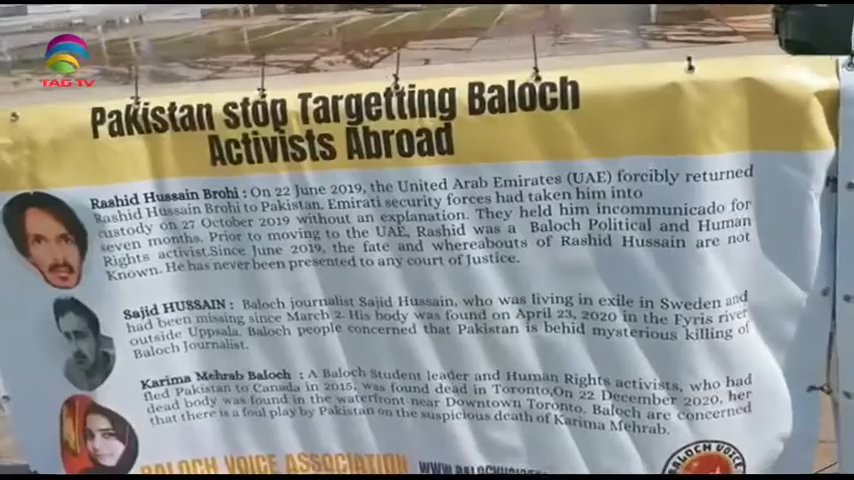 TAG TV
Pakistan stop Targeting Baloch
Activists Abroad
Rashid Hussain Brohi : On 22 June 2019, the United Arab Emirates (UAE) forcibly returned
Rashid Hussain Brohi to Pakistan. Emirati security forces had taken him into
custody on 27 October 2019 without an explanation. They held him incommunicado for
seven months. Prior to moving to the UAE, Rashid was a Baloch Political and Human
Rights activist.Since June 2019, the fate and whereabouts of Rashid Hussain are not
Known. He has never been presented to any court of Justice.
Sajid HUSSAIN : Baloch journalist Sajid Hussain, who was living in exile in Sweden and
had been missing since March 2. His body was found on April 23, 2020 in the Fyris river
outside Uppsala. Baloch people concerned that Pakistan is behid mysterious killing of
Baloch Journalist.
Karima Mehrab Baloch : A Baloch Student leader and Human Rights activists, who had
fled Pakistan to Canada in 2015, was found dead in Toronto,On 22 December 2020, her
dead body was found in the waterfront near Downtown Toronto. Baloch are concerned
that there is foul play by Pakistan on the suspicious death of Karima Mehrab.
BALOCH VOICE ASSOCIATION
BALOCH VOICE